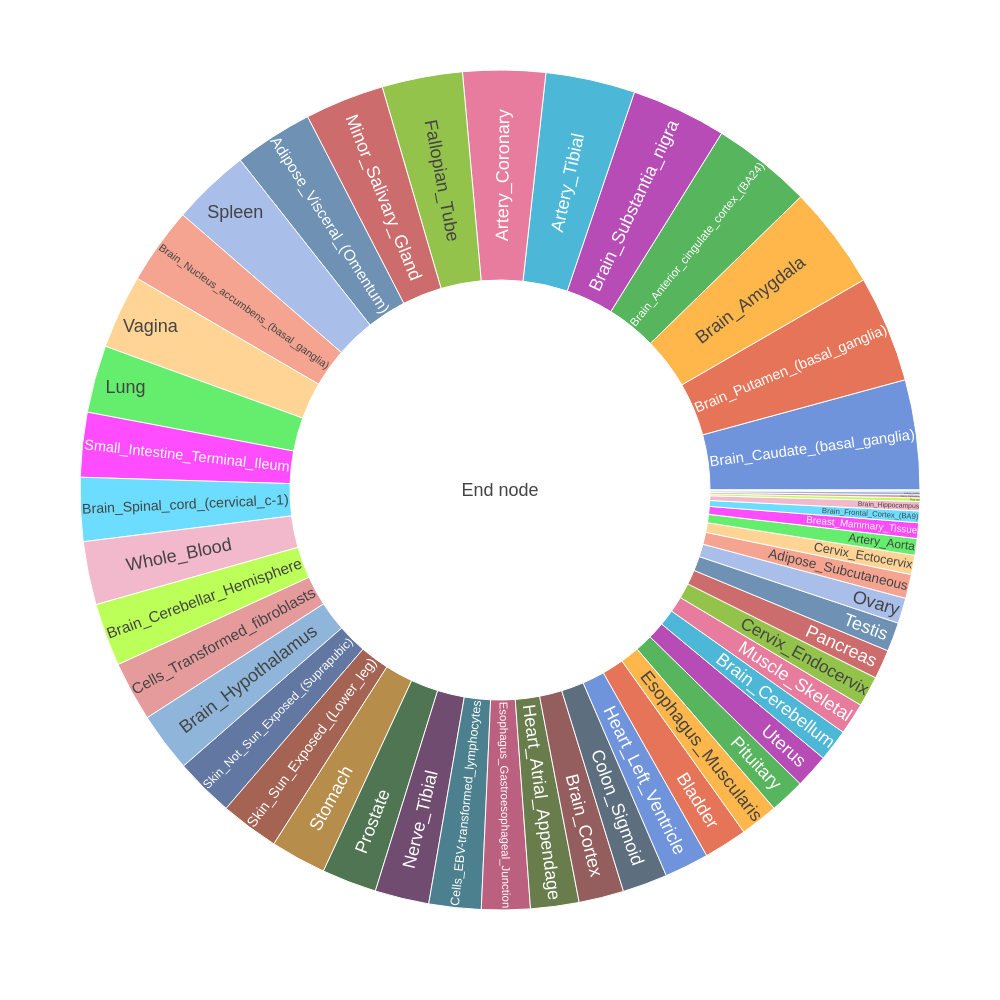 End node
Brain_Caudate_(basal_ganglia)
Brain_Putamen_(basal_ganglia)
Brain_Amygdala
Brain_Anterior_cingulate_cortex_(BA24)
Brain_Substantia_nigra
Artery_Tibial
Artery_Coronary
Fallopian_Tube
Minor_Salivary_Gland
Adipose_Visceral_(Omentum)
Spleen
Brain_Nucleus_accumbens_(basal_ganglia)
Vagina
Lung
Small_Intestine_Terminal_Ileum
Brain_Spinal_cord_(cervical_c-1)
Whole_Blood
Brain_Cerebellar_Hemisphere
Cells_Transformed_fibroblasts
Brain_Hypothalamus
Skin_Not_Sun_Exposed_(Suprapubic)
Skin_Sun_Exposed_(Lower_leg)
Stomach
Prostate
Nerve_Tibial
Cells_EBV-transformed_lymphocytes
Esophagus_Gastroesophageal_Junction
Heart_Atrial_Appendage
Brain_Cortex
Colon_Sigmoid
Heart_Left_Ventricle
Bladder
Esophagus_Muscularis
Pituitary
Uterus
Brain_Cerebellum
Muscle_Skeletal
Cervix_Endocervix
Pancreas
Testis
Ovary
Adipose_Subcutaneous
Cervix_Ectocervix
Artery_Aorta
Breast_Mammary_Tissue
Brain_Frontal_Cortex_(BA9)
Brain_Hippocampus